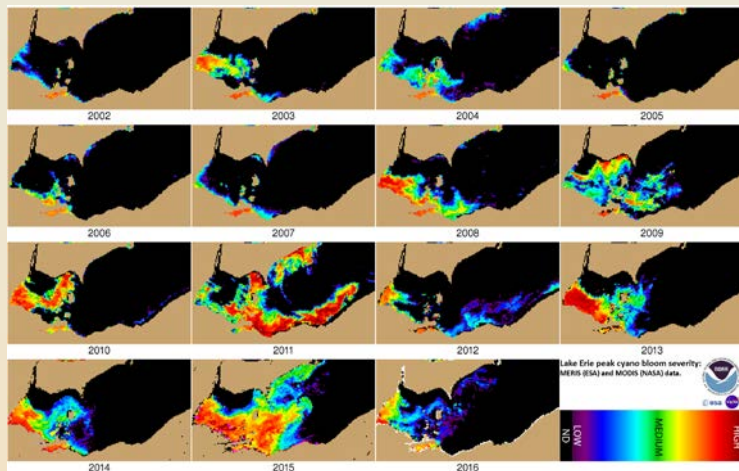 2002 2003 2004 2005
2006 2007 2008 2009
2010 2011 2012 2013
Lake Erie peak cyano bloom severity:
MERIS (ESA) and MODIS (NASA) data.
esa
ND LOW MEDIUM HIGH
2014 2015 2016